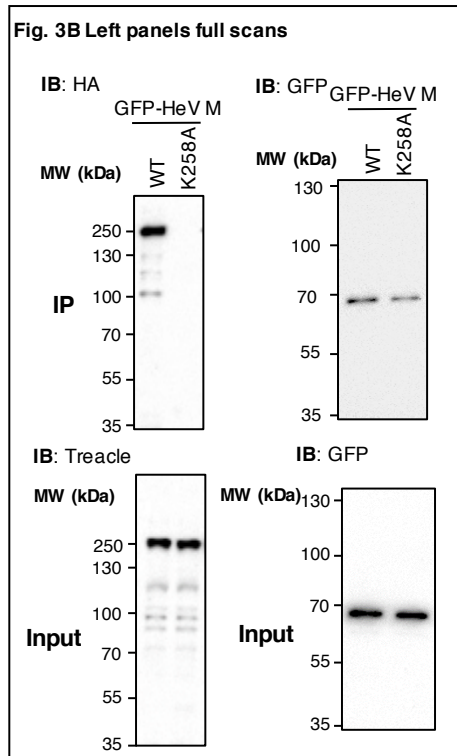 Fig. 3B Left panels full scans
IB: HA
GFP-HeV M
MW (kDa)
WT
K258A
250
130
100
70
55
35
IP
IB: GFP
GFP-HeV M
MW (kDa)
WT
K258A
130
100
70
55
35
IB: Treacle
MW (kDa)
250
130
100
70
55
35
Input
IB: GFP
MW (kDa)
130
100
70
55
35
Input